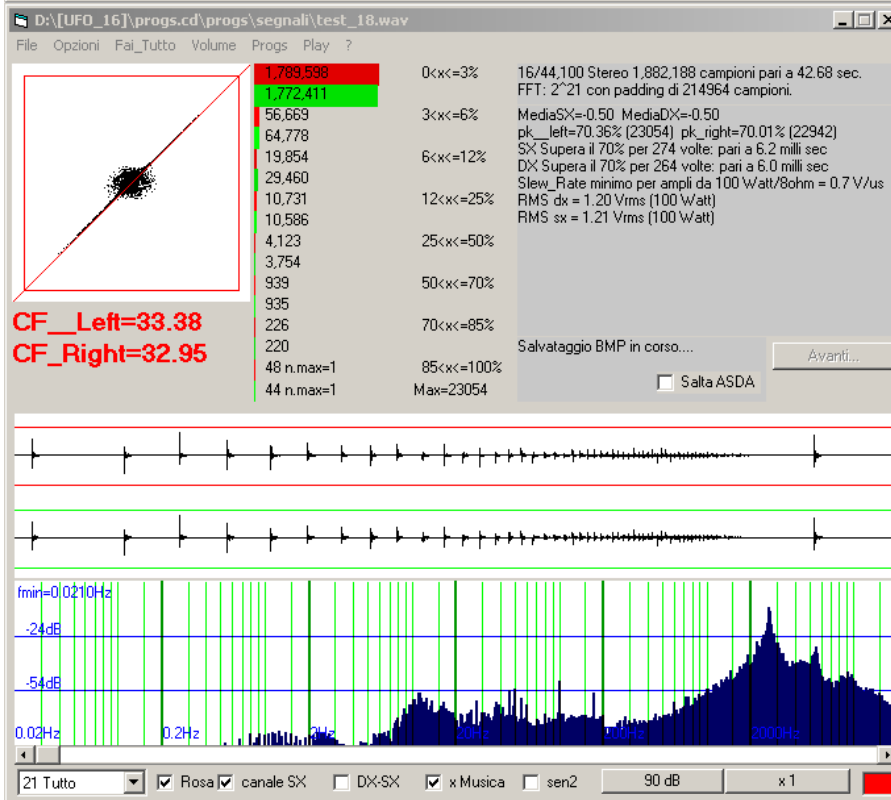 D:\[UFO_16]\progs.cd\progs\segnali\test_18.wav
File Opzioni Fai_Tutto Volume Progs Play ?
1,789,598 0<x<=3%
1,772,411
56,669 3<x<=6%
64,778
19,854 6<x<=12%
29,460
10,731 12<x<=25%
10,586
4,123 25<x<=50%
3,754
939 50<x<=70%
935
226 70<x<=85%
220
48 n.max=1 85<x<=100%
44 n.max=1 Max=23054
16/44,100 Stereo 1,882,188 campioni pari a 42.68 sec.
FFT: 2^21 con padding di 214964 campioni.
MediaSX=-0.50 MediaDX=-0.50
pk__left=70.36% (23054) pk_right=70.01% (22942)
SX Supera il 70% per 274 volte: pari a 6.2 milli sec
DX Supera il 70% per 264 volte: pari a 6.0 milli sec
Slew_Rate minimo per ampli da 100 Watt/8ohm = 0.7 V/us
RMS dx = 1.20 Vrms (100 Watt)
RMS sx = 1.21 Vrms (100 Watt)
CF__Left=33.38
CF_Right=32.95
Salvataggio BMP in corso....
Avanti...
Salta ASDA
fmin=0.0210Hz
-24dB
-54dB
0.02Hz 0.2Hz 2Hz 20Hz 200Hz 2000Hz
21 Tutto Rosa canale SX DX-SX x Musica sen2 90 dB x 1